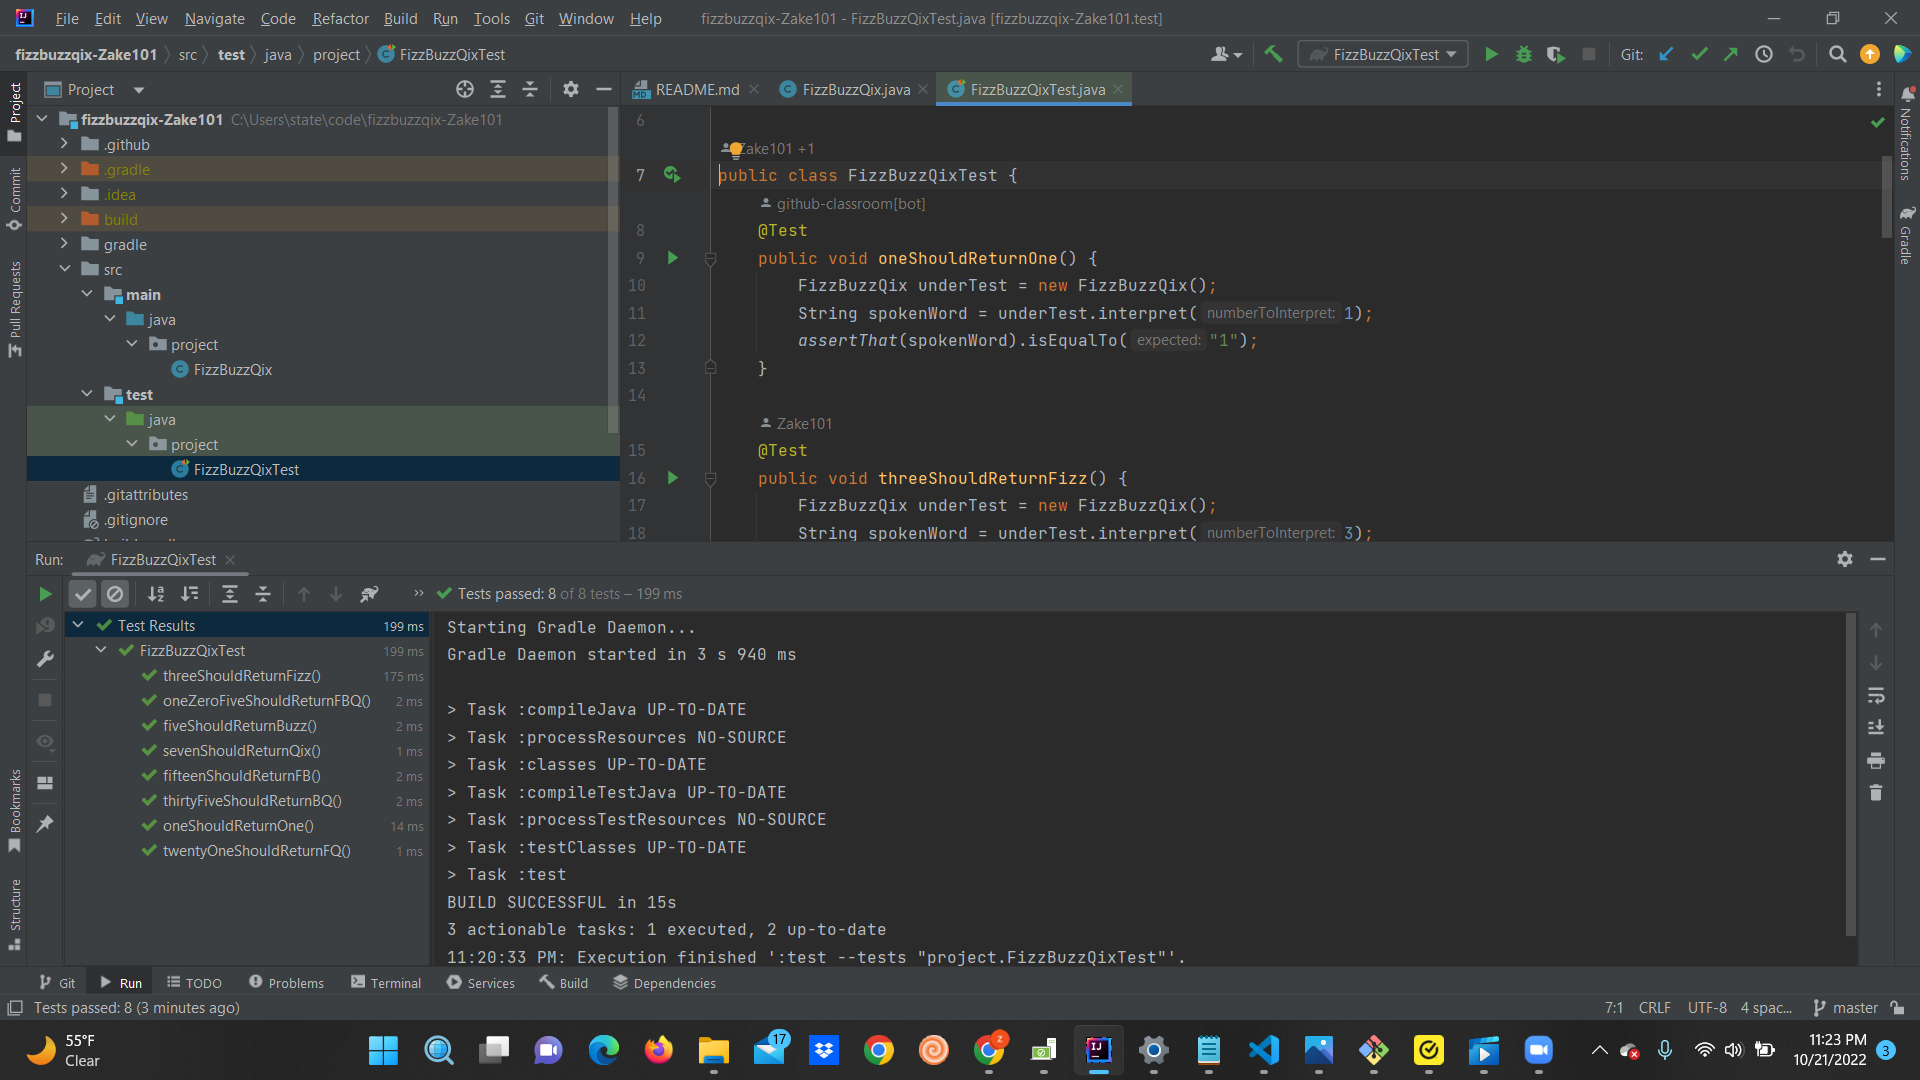 File Edit View Navigate Code Refactor Build Run Tools Git Window Help fizzbuzzqix-Zake101 - FizzBuzzQixTest.java [fizzbuzzqix-Zake101.test]
fizzbuzzqix-Zake101 src test java project FizzBuzzQixTest FizzBuzzQixTest Git:
Project
Project
Commit
Pull Requests
Bookmarks
Structure
fizzbuzzqix-Zake101 C:\Users\state\code\fizzbuzzqix-Zake101
.github
.gradle
.idea
build
gradle
src
main
java
project
FizzBuzzQix
test
java
project
FizzBuzzQixTest
.gitattributes
.gitignore
README.md FizzBuzzQix.java FizzBuzzQixTest.java
6
Zake101 +1
7 public class FizzBuzzQixTest {
github-classroom[bot]
8 @Test
9 public void oneShouldReturnOne() {
10 FizzBuzzQix underTest = new FizzBuzzQix();
11 String spokenWord = underTest.interpret( numberToInterpret: 1);
12 assertThat(spokenWord).isEqualTo( expected: "1");
13 }
14
Zake101
15 @Test
16 public void threeShouldReturnFizz() {
17 FizzBuzzQix underTest = new FizzBuzzQix();
18 String spokenWord = underTest.interpret( numberToInterpret: 3);
Notifications
Gradle
Run: FizzBuzzQixTest
Tests passed: 8 of 8 tests – 199 ms
Test Results 199 ms
FizzBuzzQixTest 199 ms
threeShouldReturnFizz() 175 ms
oneZeroFiveShouldReturnFBQ() 2 ms
fiveShouldReturnBuzz() 2 ms
sevenShouldReturnQix() 1 ms
fifteenShouldReturnFB() 2 ms
thirtyFiveShouldReturnBQ() 2 ms
oneShouldReturnOne() 14 ms
twentyOneShouldReturnFQ() 1 ms
Starting Gradle Daemon...
Gradle Daemon started in 3 s 940 ms
> Task :compileJava UP-TO-DATE
> Task :processResources NO-SOURCE
> Task :classes UP-TO-DATE
> Task :compileTestJava UP-TO-DATE
> Task :processTestResources NO-SOURCE
> Task :testClasses UP-TO-DATE
> Task :test
BUILD SUCCESSFUL in 15s
3 actionable tasks: 1 executed, 2 up-to-date
11:20:33 PM: Execution finished ':test --tests "project.FizzBuzzQixTest"'.
Git Run TODO Problems Terminal Services Build Dependencies
Tests passed: 8 (3 minutes ago) 7:1 CRLF UTF-8 4 spac... master
55°F
Clear
17
z
11:23 PM
10/21/2022
3